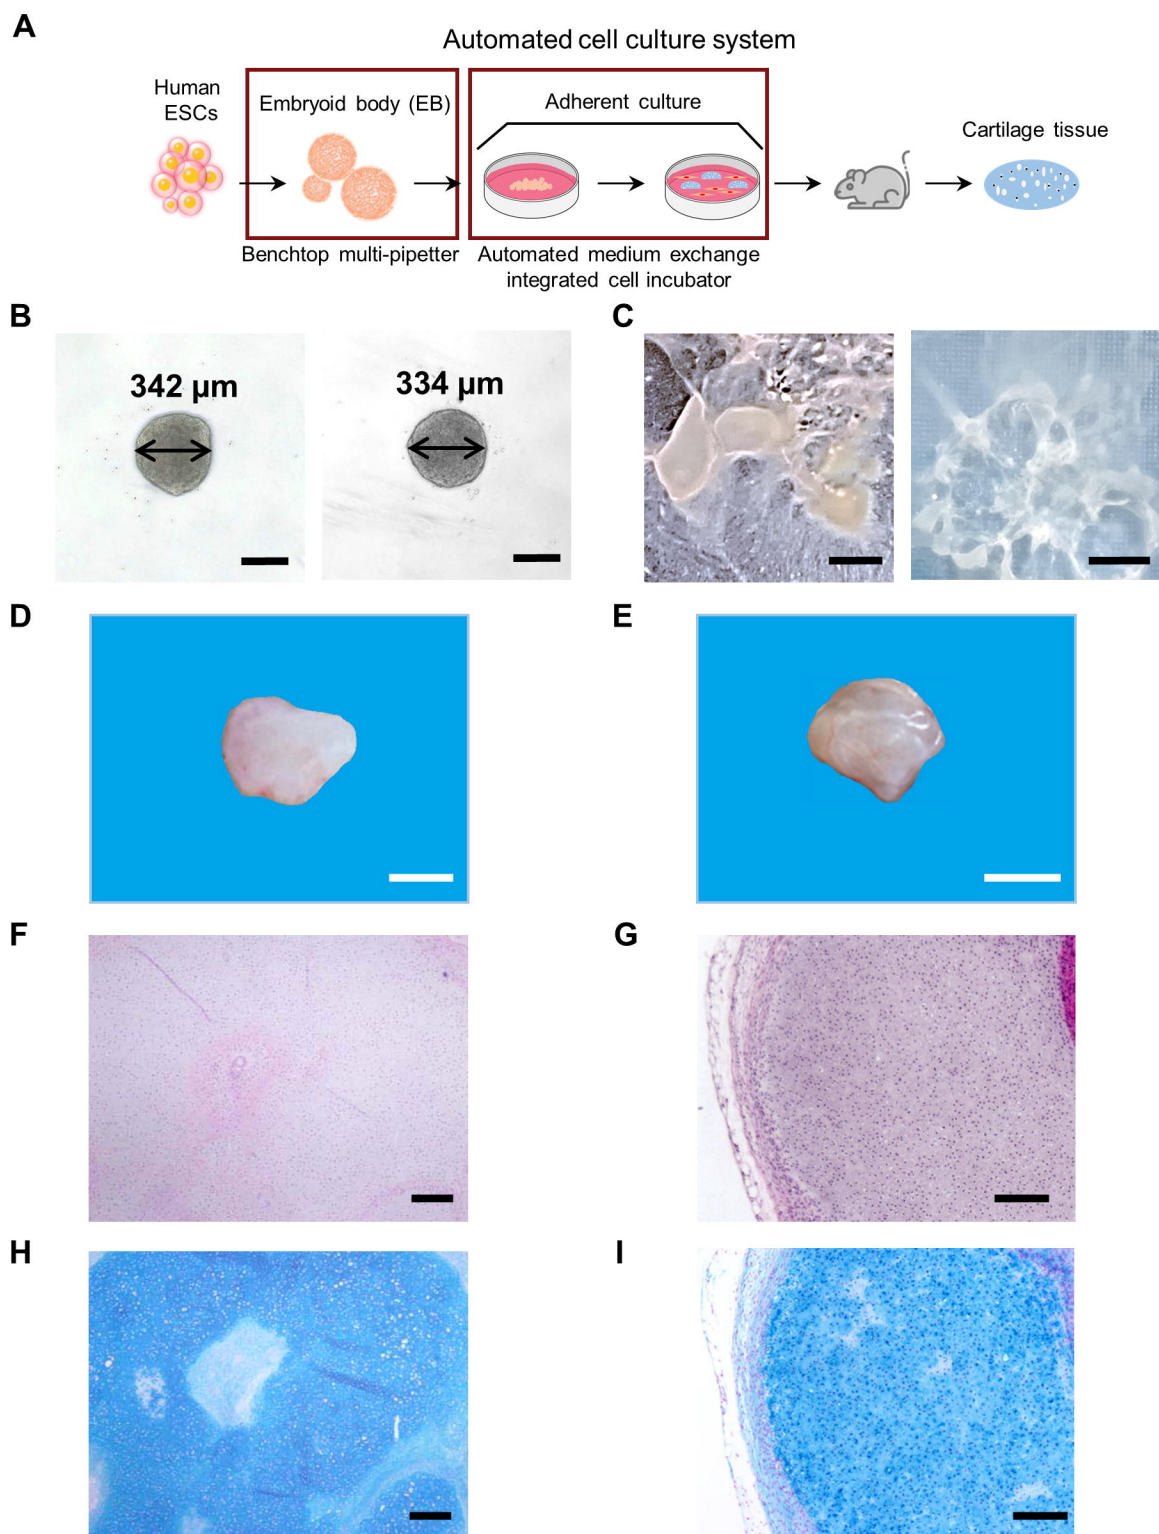 A
Automated cell culture system
Human
ESCs
Embryoid body (EB)
Adherent culture
Cartilage tissue
Benchtop multi-pipetter
Automated medium exchange
integrated cell incubator
B
342 µm
334 µm
C
D
E
F
G
H
I